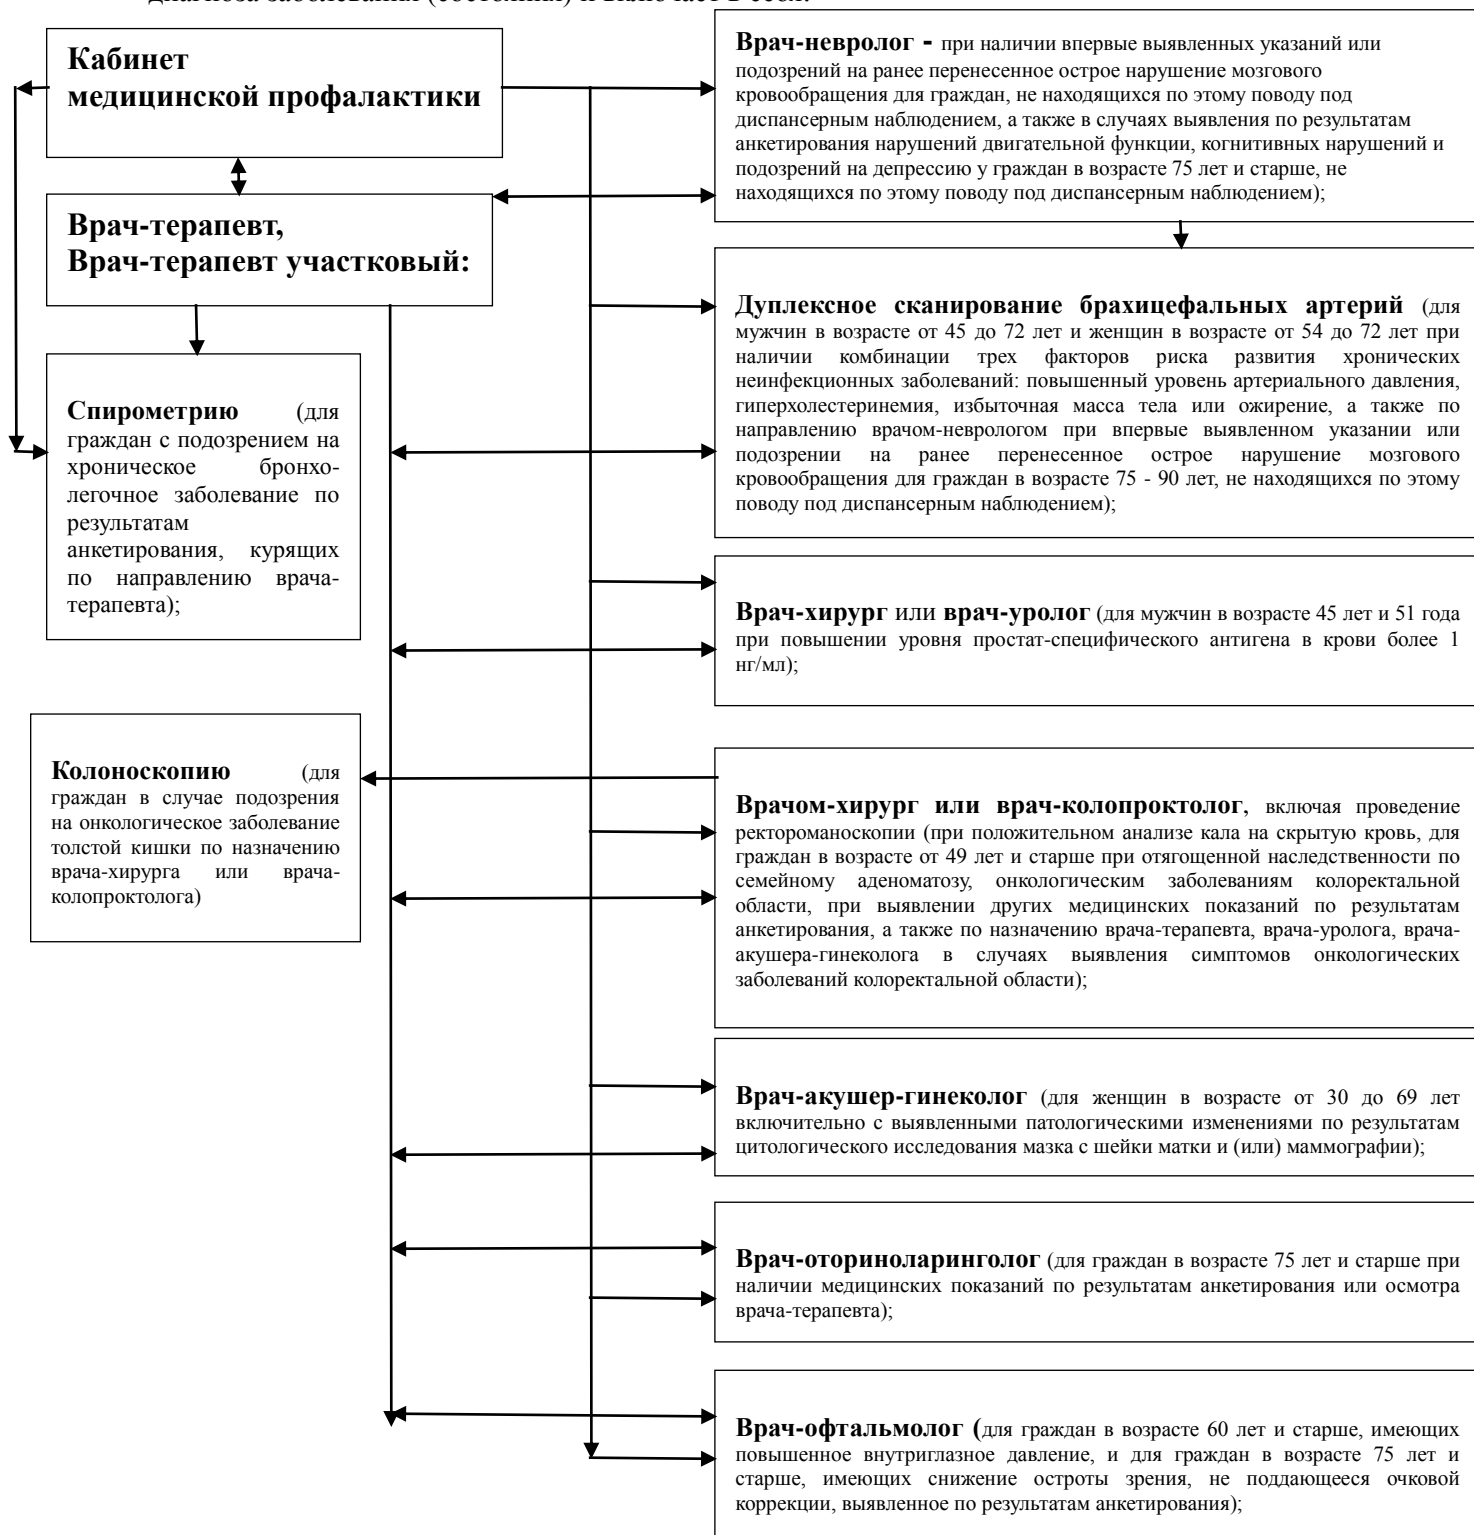 диагноза заболевания (состояния) и включает в себя:
Кабинет
медицинской профалактики
Врач-терапевт,
Врач-терапевт участковый:
Спирометрию (для
граждан с подозрением на
хроническое бронхо-
легочное заболевание по
результатам
анкетирования, курящих
по направлению врача-
терапевта);
Колоноскопию (для
граждан в случае подозрения
на онкологическое заболевание
толстой кишки по назначению
врача-хирурга или врача-
колопроктолога)
Врач-невролог - при наличии впервые выявленных указаний или
подозрений на ранее перенесенное острое нарушение мозгового
кровообращения для граждан, не находящихся по этому поводу под
диспансерным наблюдением, а также в случаях выявления по результатам
анкетирования нарушений двигательной функции, когнитивных нарушений и
подозрений на депрессию у граждан в возрасте 75 лет и старше, не
находящихся по этому поводу под диспансерным наблюдением);
Дуплексное сканирование брахицефальных артерий (для
мужчин в возрасте от 45 до 72 лет и женщин в возрасте от 54 до 72 лет при
наличии комбинации трех факторов риска развития хронических
неинфекционных заболеваний: повышенный уровень артериального давления,
гиперхолестеринемия, избыточная масса тела или ожирение, а также по
направлению врачом-неврологом при впервые выявленном указании или
подозрении на ранее перенесенное острое нарушение мозгового
кровообращения для граждан в возрасте 75 - 90 лет, не находящихся по этому
поводу под диспансерным наблюдением);
Врач-хирург или врач-уролог (для мужчин в возрасте 45 лет и 51 года
при повышении уровня простат-специфического антигена в крови более 1
нг/мл);
Врачом-хирург или врач-колопроктолог, включая проведение
ректороманоскопии (при положительном анализе кала на скрытую кровь, для
граждан в возрасте от 49 лет и старше при отягощенной наследственности по
семейному аденоматозу, онкологическим заболеваниям колоректальной
области, при выявлении других медицинских показаний по результатам
анкетирования, а также по назначению врача-терапевта, врача-уролога, врача-
акушера-гинеколога в случаях выявления симптомов онкологических
заболеваний колоректальной области);
Врач-акушер-гинеколог (для женщин в возрасте от 30 до 69 лет
включительно с выявленными патологическими изменениями по результатам
цитологического исследования мазка с шейки матки и (или) маммографии);
Врач-оториноларинголог (для граждан в возрасте 75 лет и старше при
наличии медицинских показаний по результатам анкетирования или осмотра
врача-терапевта);
Врач-офтальмолог (для граждан в возрасте 60 лет и старше, имеющих
повышенное внутриглазное давление, и для граждан в возрасте 75 лет и
старше, имеющих снижение остроты зрения, не поддающееся очковой
коррекции, выявленное по результатам анкетирования);